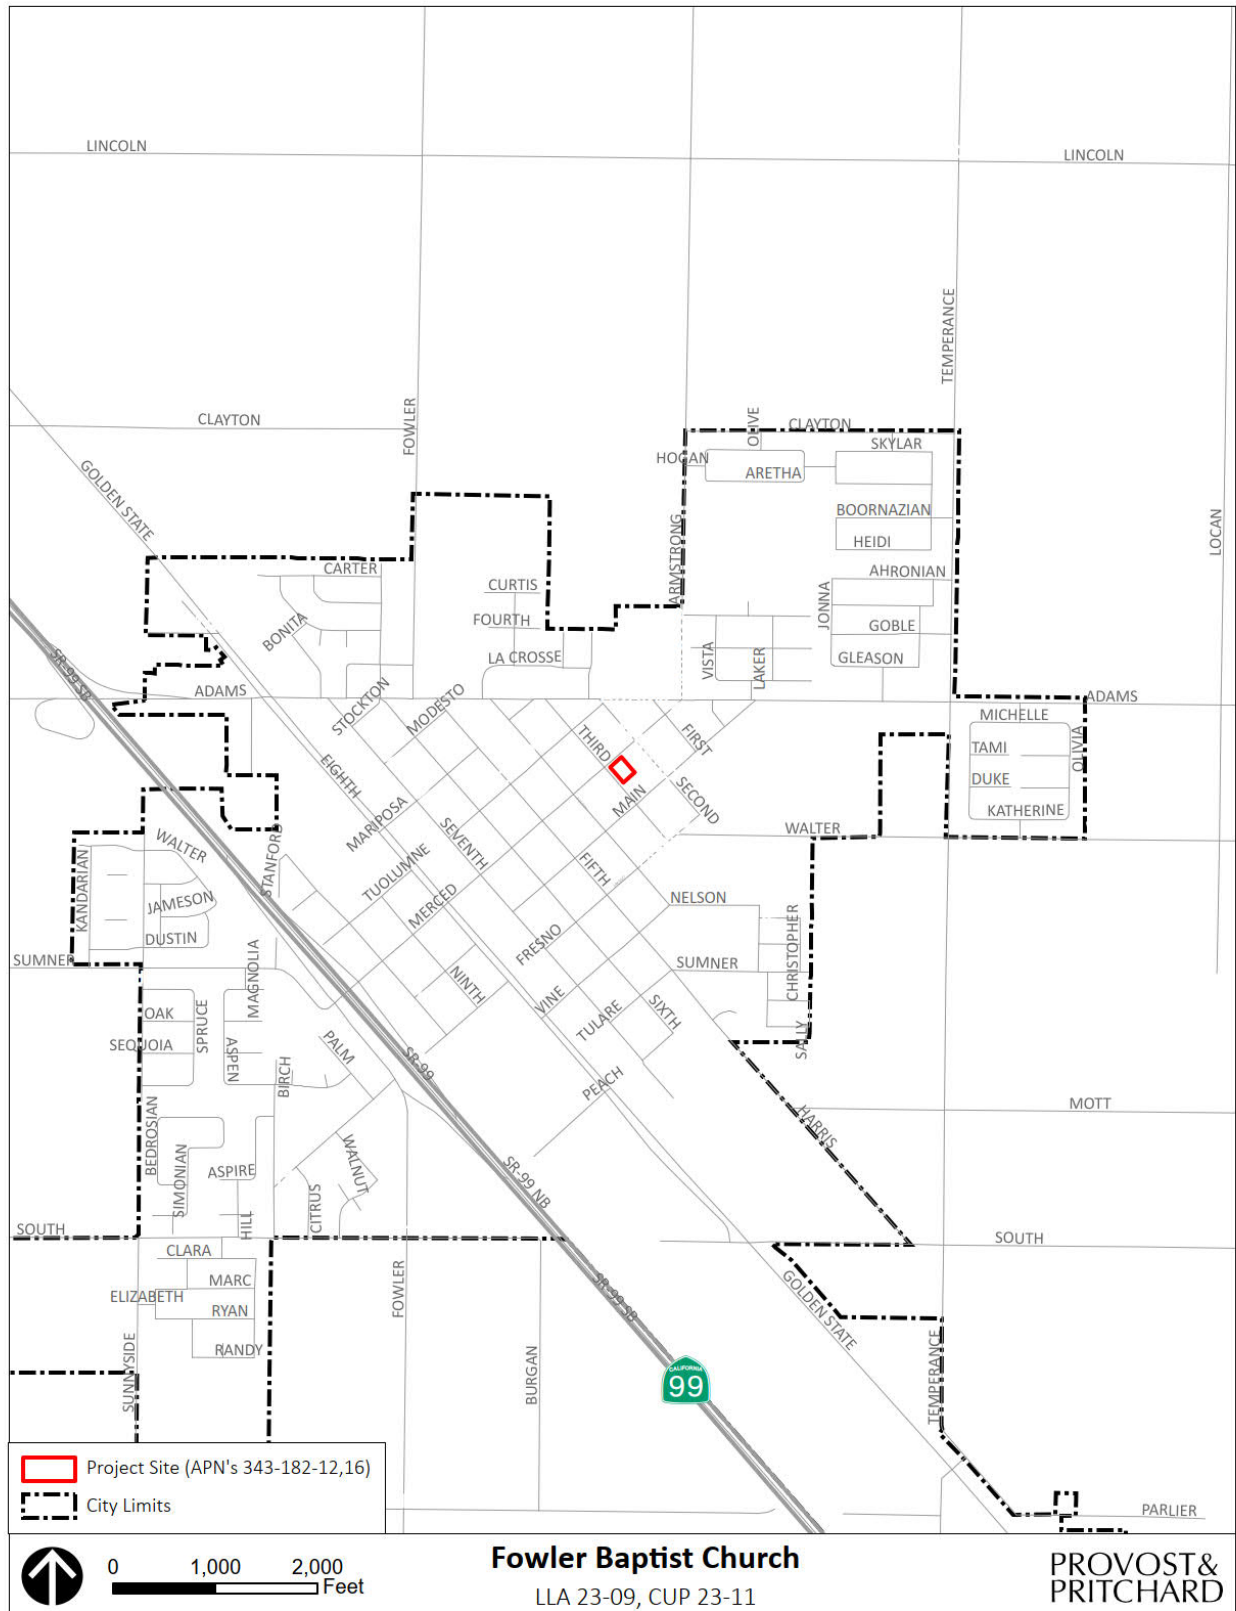 LINCOLN
LINCOLN
TEMPERANCE
CLAYTON
FOWLER
OLIVE
CLAYTON
SKYLAR
HOGAN
ARETHA
GOLDEN STATE
BOORNAZIAN
LOCAN
HEIDI
ARMSTRONG
CARTER
CURTIS
AHRONIAN
JONNA
BONITA
FOURTH
GOBLE
LA CROSSE
VISTA
LAKER
GLEASON
SR-99 SB
ADAMS
STOCKTON
MODESTO
ADAMS
MICHELLE
THIRD
FIRST
TAMI
OLIVIA
EIGHTH
DUKE
SECOND
MAIN
KATHERINE
MARIPOSA
WALTER
SEVENTH
WALTER
STANFORD
KANDARIAN
TUOLUMNE
FIFTH
JAMESON
MERCED
NELSON
DUSTIN
FRESNO
CHRISTOPHER
SUMNER
MAGNOLIA
SUMNER
NINTH
VINE
SIXTH
OAK
SPRUCE
TULARE
SEQUOIA
ASPEN
PALM
SALLY
SR-99
BIRCH
PEACH
MOTT
BEDROSIAN
HARRIS
WALNUT
SIMONIAN
ASPIRE
SR-99 NB
CITRUS
HILL
SOUTH
SOUTH
CLARA
MARC
FOWLER
ELIZABETH
RYAN
SR-99 SB
GOLDEN STATE
RANDY
SUNNYSIDE
BURGAN
TEMPERANCE
CALIFORNIA
99
Project Site (APN's 343-182-12,16)
City Limits
PARLIER
0 1,000 2,000
Feet
Fowler Baptist Church
LLA 23-09, CUP 23-11
PROVOST&
PRITCHARD